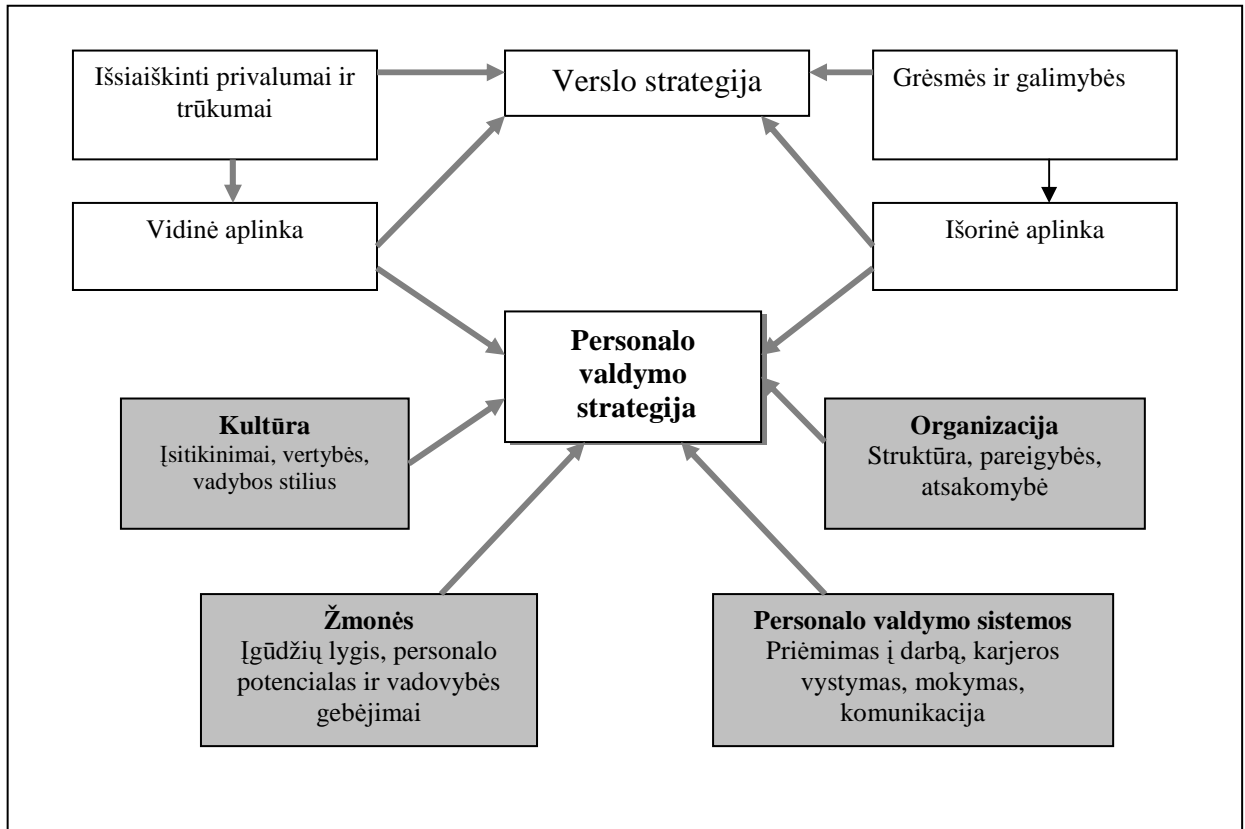 Išsiaiškinti privalumai ir
trūkumai
Verslo strategija
Grėsmės ir galimybės
Vidinė aplinka
Išorinė aplinka
Personalo
valdymo
strategija
Kultūra
Įsitikinimai, vertybės,
vadybos stilius
Organizacija
Struktūra, pareigybės,
atsakomybė
Žmonės
Įgūdžių lygis, personalo
potencialas ir vadovybės
gebėjimai
Personalo valdymo sistemos
Priėmimas į darbą, karjeros
vystymas, mokymas,
komunikacija